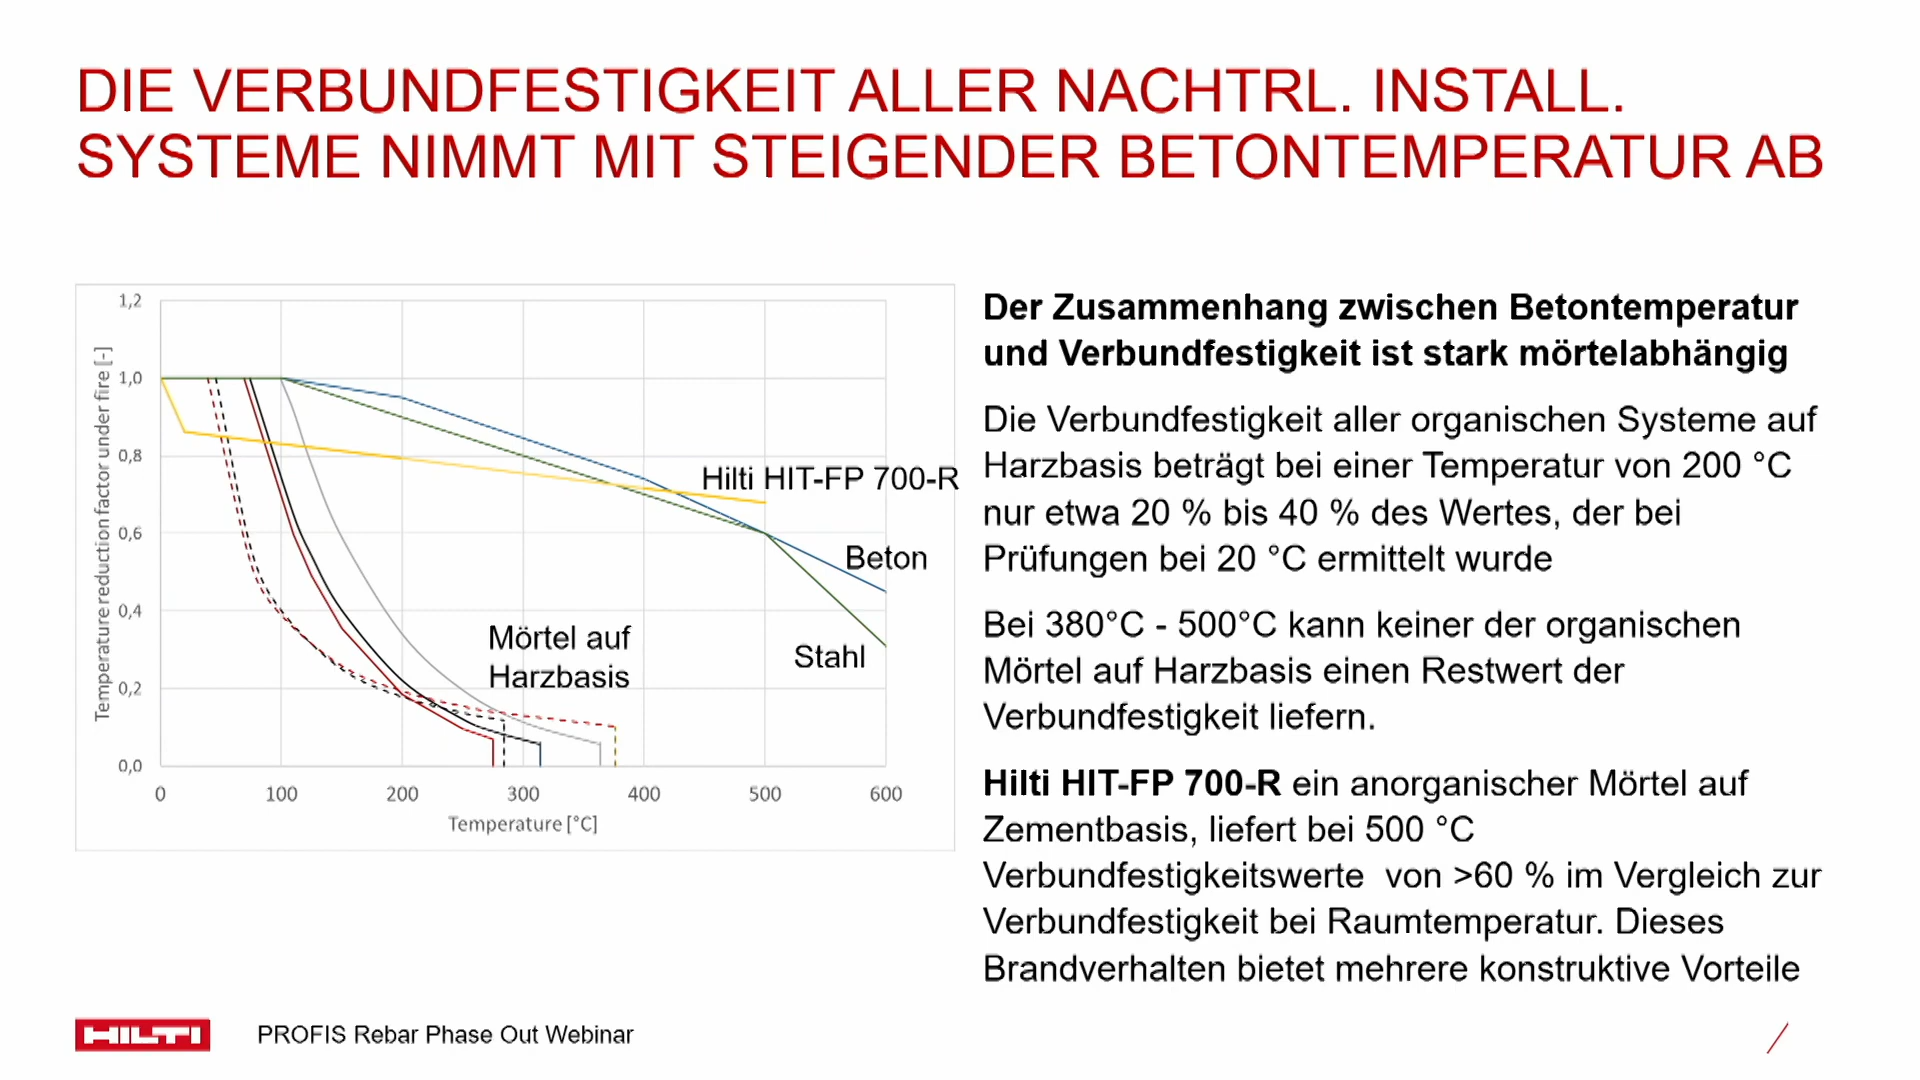 DIE VERBUNDFESTIGKEIT ALLER NACHTRL. INSTALL.
SYSTEME NIMMT MIT STEIGENDER BETONTEMPERATUR AB
Temperature reduction factor under fire [-]
1,2
1,0
0,8
0,6
0,4
0,2
0,0
Hilti HIT-FP 700-R
Beton
Stahl
Mörtel auf
Harzbasis
0 100 200 300 400 500 600
Temperature [°C]
Der Zusammenhang zwischen Betontemperatur
und Verbundfestigkeit ist stark mörtelabhängig
Die Verbundfestigkeit aller organischen Systeme auf
Harzbasis beträgt bei einer Temperatur von 200 °C
nur etwa 20 % bis 40 % des Wertes, der bei
Prüfungen bei 20 °C ermittelt wurde
Bei 380°C - 500°C kann keiner der organischen
Mörtel auf Harzbasis einen Restwert der
Verbundfestigkeit liefern.
Hilti HIT-FP 700-R ein anorganischer Mörtel auf
Zementbasis, liefert bei 500 °C
Verbundfestigkeitswerte  von >60 % im Vergleich zur
Verbundfestigkeit bei Raumtemperatur. Dieses
Brandverhalten bietet mehrere konstruktive Vorteile
HILTI
PROFIS Rebar Phase Out Webinar